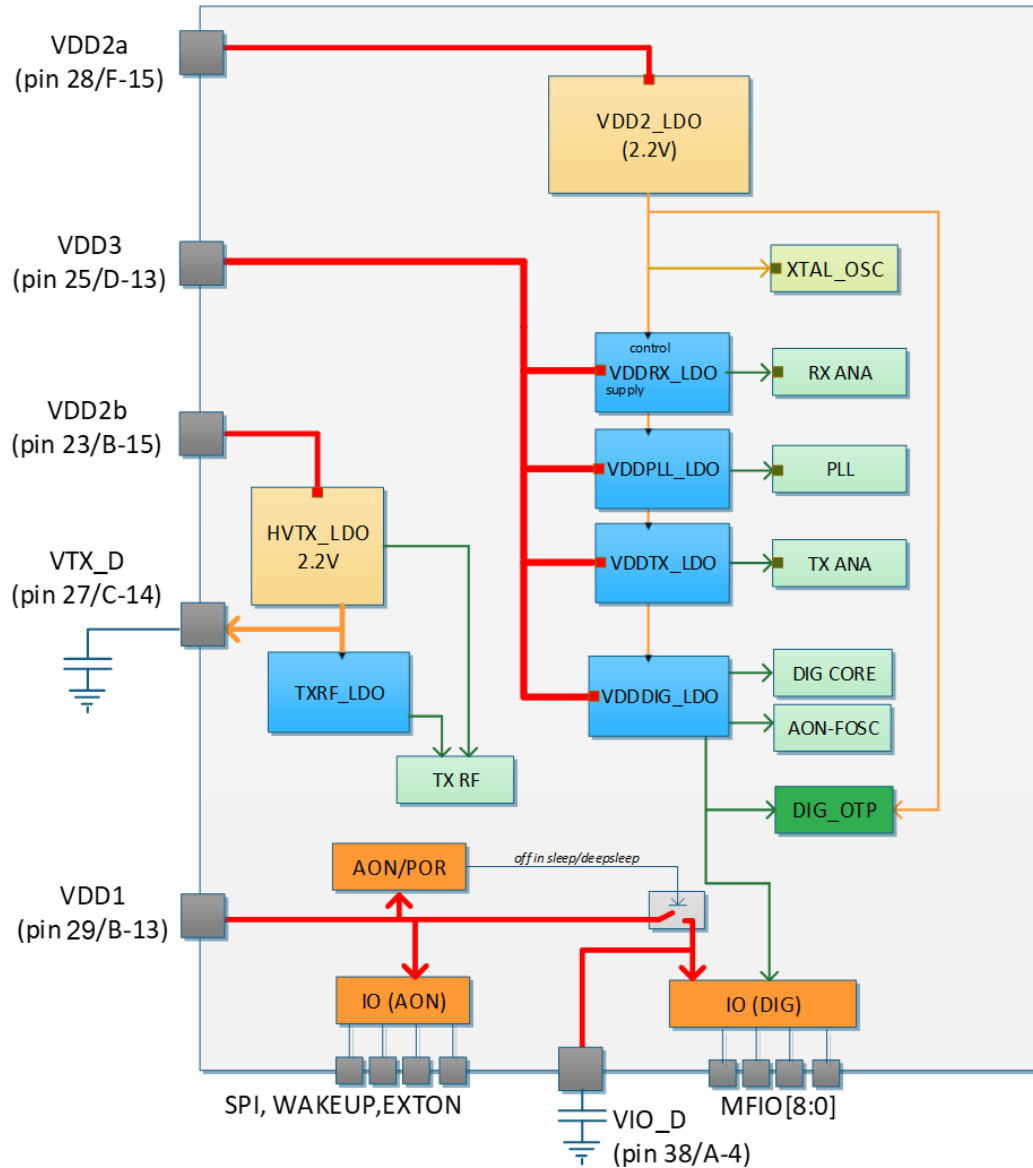 VDD2a
(pin 28/F-15)
VDD2_LDO
(2.2V)
VDD3
(pin 25/D-13)
XTAL_OSC
control
VDDRX_LDO
supply
RX ANA
VDD2b
(pin 23/B-15)
VDDPLL_LDO
PLL
HVTX_LDO
2.2V
VTX_D
(pin 27/C-14)
VDDTX_LDO
TX ANA
TXRF_LDO
VDDDIG_LDO
DIG CORE
AON-FOSC
TX RF
DIG_OTP
AON/POR
off in sleep/deepsleep
VDD1
(pin 29/B-13)
IO (AON)
IO (DIG)
SPI, WAKEUP,EXTON
VIO_D
(pin 38/A-4)
MFIO[8:0]